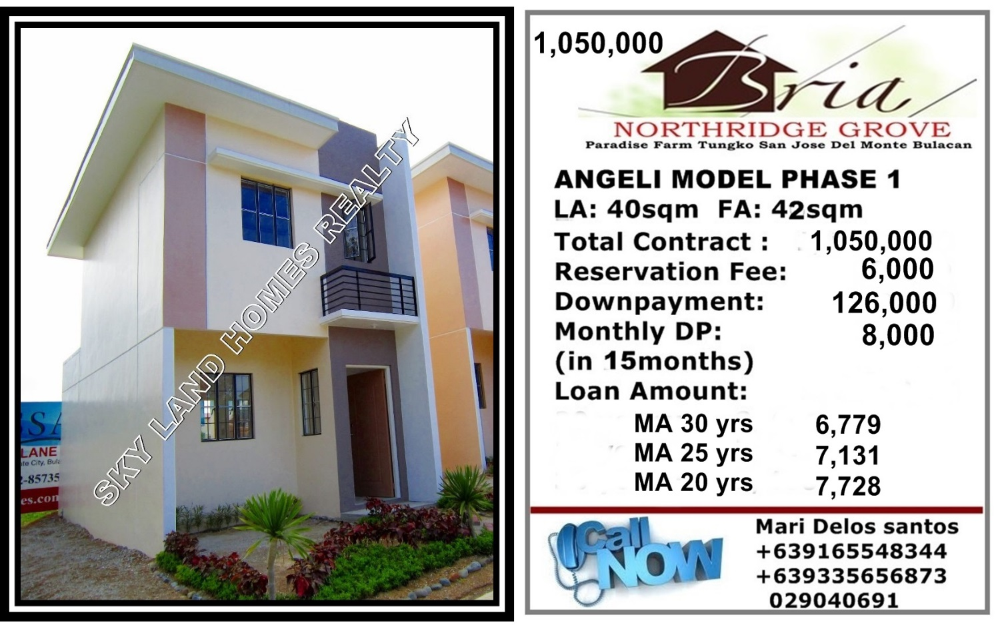 SKY LAND HOMES REALTY
LANE
1,050,000
Bria
NORTHRIDGE GROVE
Paradise Farm Tungko San Jose Del Monte Bulacan
ANGELI MODEL PHASE 1
LA: 40sqm FA: 42sqm
Total Contract : 1,050,000
Reservation Fee: 6,000
Downpayment: 126,000
Monthly DP: 8,000
(in 15months)
Loan Amount:
MA 30 yrs 6,779
MA 25 yrs 7,131
MA 20 yrs 7,728
Call
NOW
Mari Delos santos
+639165548344
+639335656873
029040691